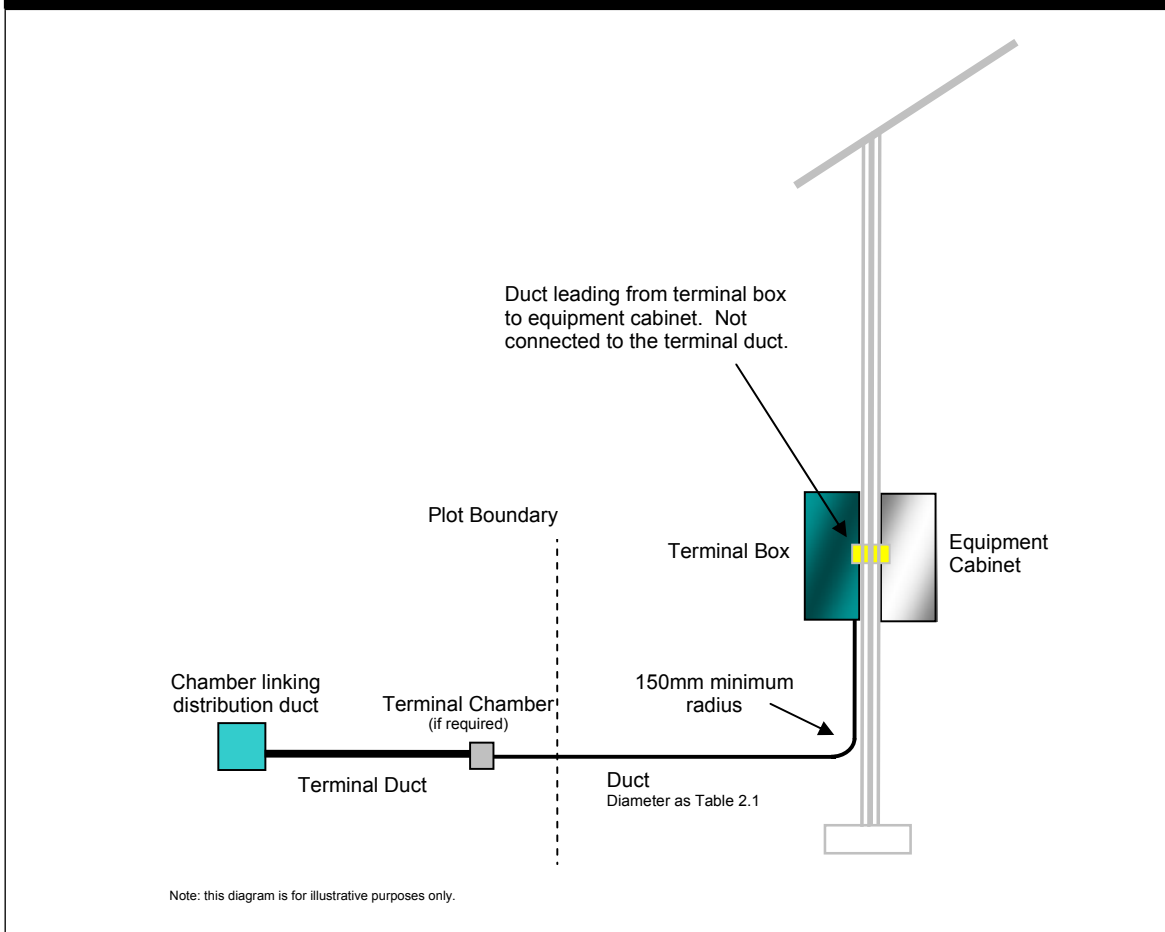 Duct leading from terminal box
to equipment cabinet.  Not
connected to the terminal duct.
Plot Boundary
Terminal Box
Equipment
Cabinet
Chamber linking
distribution duct
Terminal Chamber
(if required)
150mm minimum
radius
Terminal Duct
Duct
Diameter as Table 2.1
Note: this diagram is for illustrative purposes only.